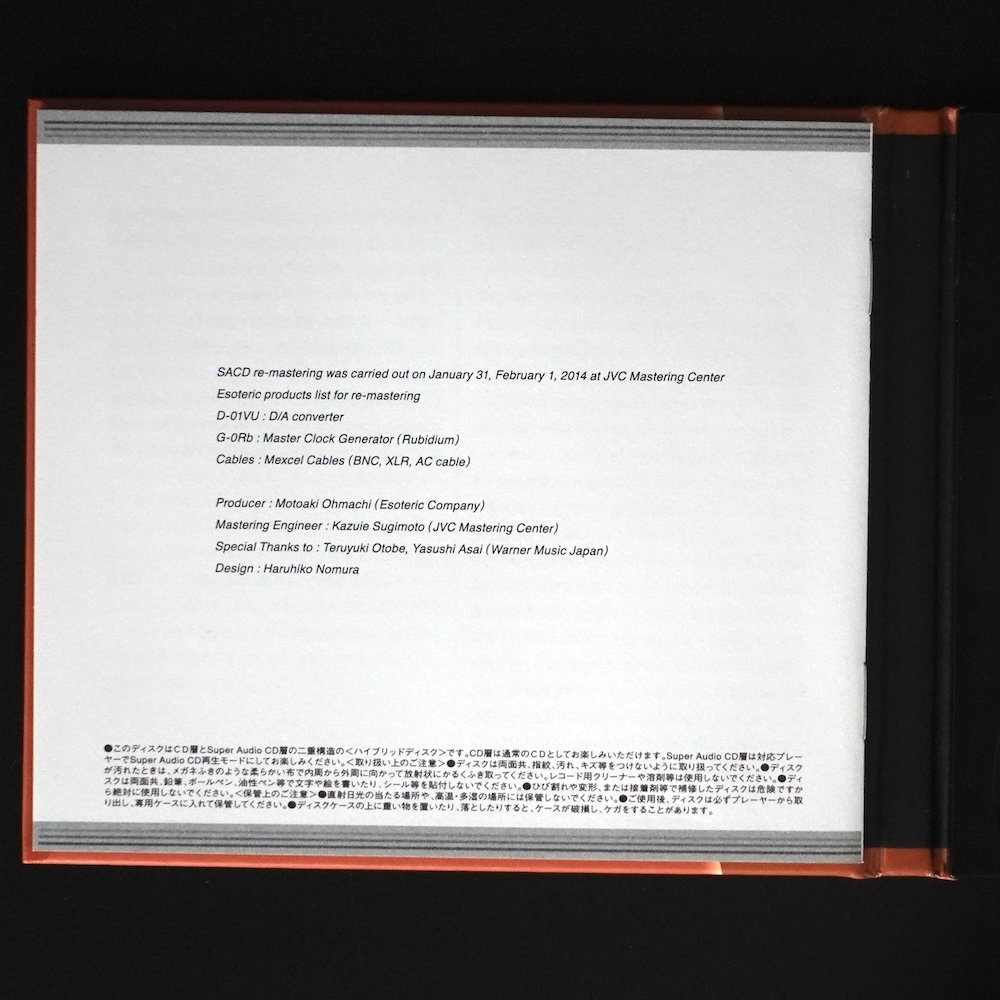 SACD re-mastering was carried out on January 31, February 1, 2014 at JVC Mastering Center
Esoteric products list for re-mastering
D-01VU : D/A converter
G-0Rb : Master Clock Generator (Rubidium)
Cables : Mexcel Cables (BNC, XLR, AC cable)
Producer : Motoaki Ohmachi (Esoteric Company)
Mastering Engineer : Kazuie Sugimoto (JVC Mastering Center)
Special Thanks to : Teruyuki Otobe, Yasushi Asai (Warner Music Japan)
Design : Haruhiko Nomura
●このディスクはCD層とSuper Audio CD層の二重構造の<ハイブリッドディスク>です。CD層は通常のCDとしてお楽しみいただけます。Super Audio CD層は対応プレー
ヤーでSuper Audio CD再生モードにしてお楽しみください。<取り扱い上のご注意>●ディスクは両面共、指紋、汚れ、キズ等をつけないように取り扱ってください。●ディスク
が汚れたときは、メガネふきのような柔らかい布で内周から外周に向かって放射状にかるくふき取ってください。レコード用クリーナーや溶剤等は使用しないでください。●ディ
スクは両面共、鉛筆、ボールペン、油性ペン等で文字や絵を書いたり、シール等を貼付しないでください。●ひび割れや変形、または接着剤等で補修したディスクは危険ですか
ら絶対に使用しないでください。<保管上のご注意>●直射日光の当たる場所や、高温・多湿の場所には保管しないでください。●ご使用後、ディスクは必ずプレーヤーから取
り出し、専用ケースに入れて保管してください。●ディスクケースの上に重い物を置いたり、落としたりすると、ケースが破損し、ケガをすることがあります。